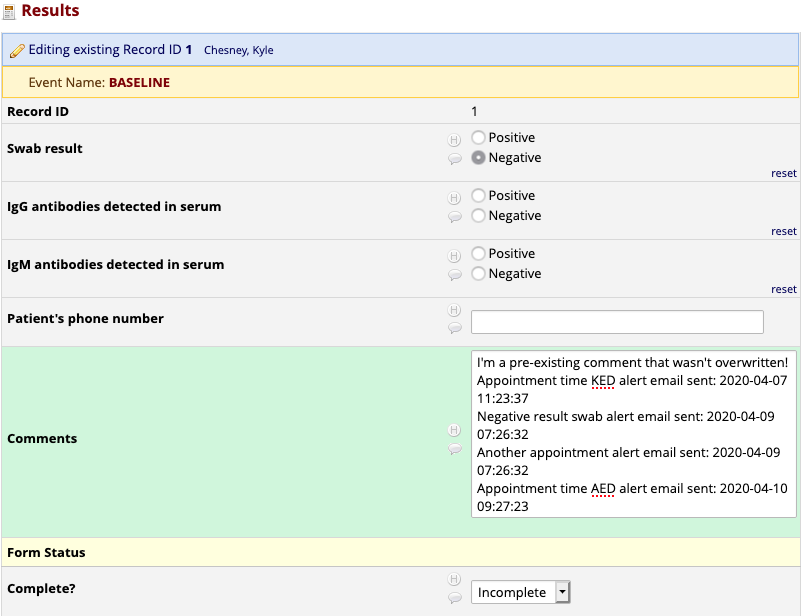 Results
Editing existing Record ID 1 Chesney, Kyle
Event Name: BASELINE
Record ID 1
Swab result
H Positive
Negative
reset
IgG antibodies detected in serum
H Positive
Negative
reset
IgM antibodies detected in serum
H Positive
Negative
reset
Patient's phone number
H
Comments
H
I'm a pre-existing comment that wasn't overwritten!
Appointment time KED alert email sent: 2020-04-07
11:23:37
Negative result swab alert email sent: 2020-04-09
07:26:32
Another appointment alert email sent: 2020-04-09
07:26:32
Appointment time AED alert email sent: 2020-04-10
09:27:23
Form Status
Complete?
H
Incomplete